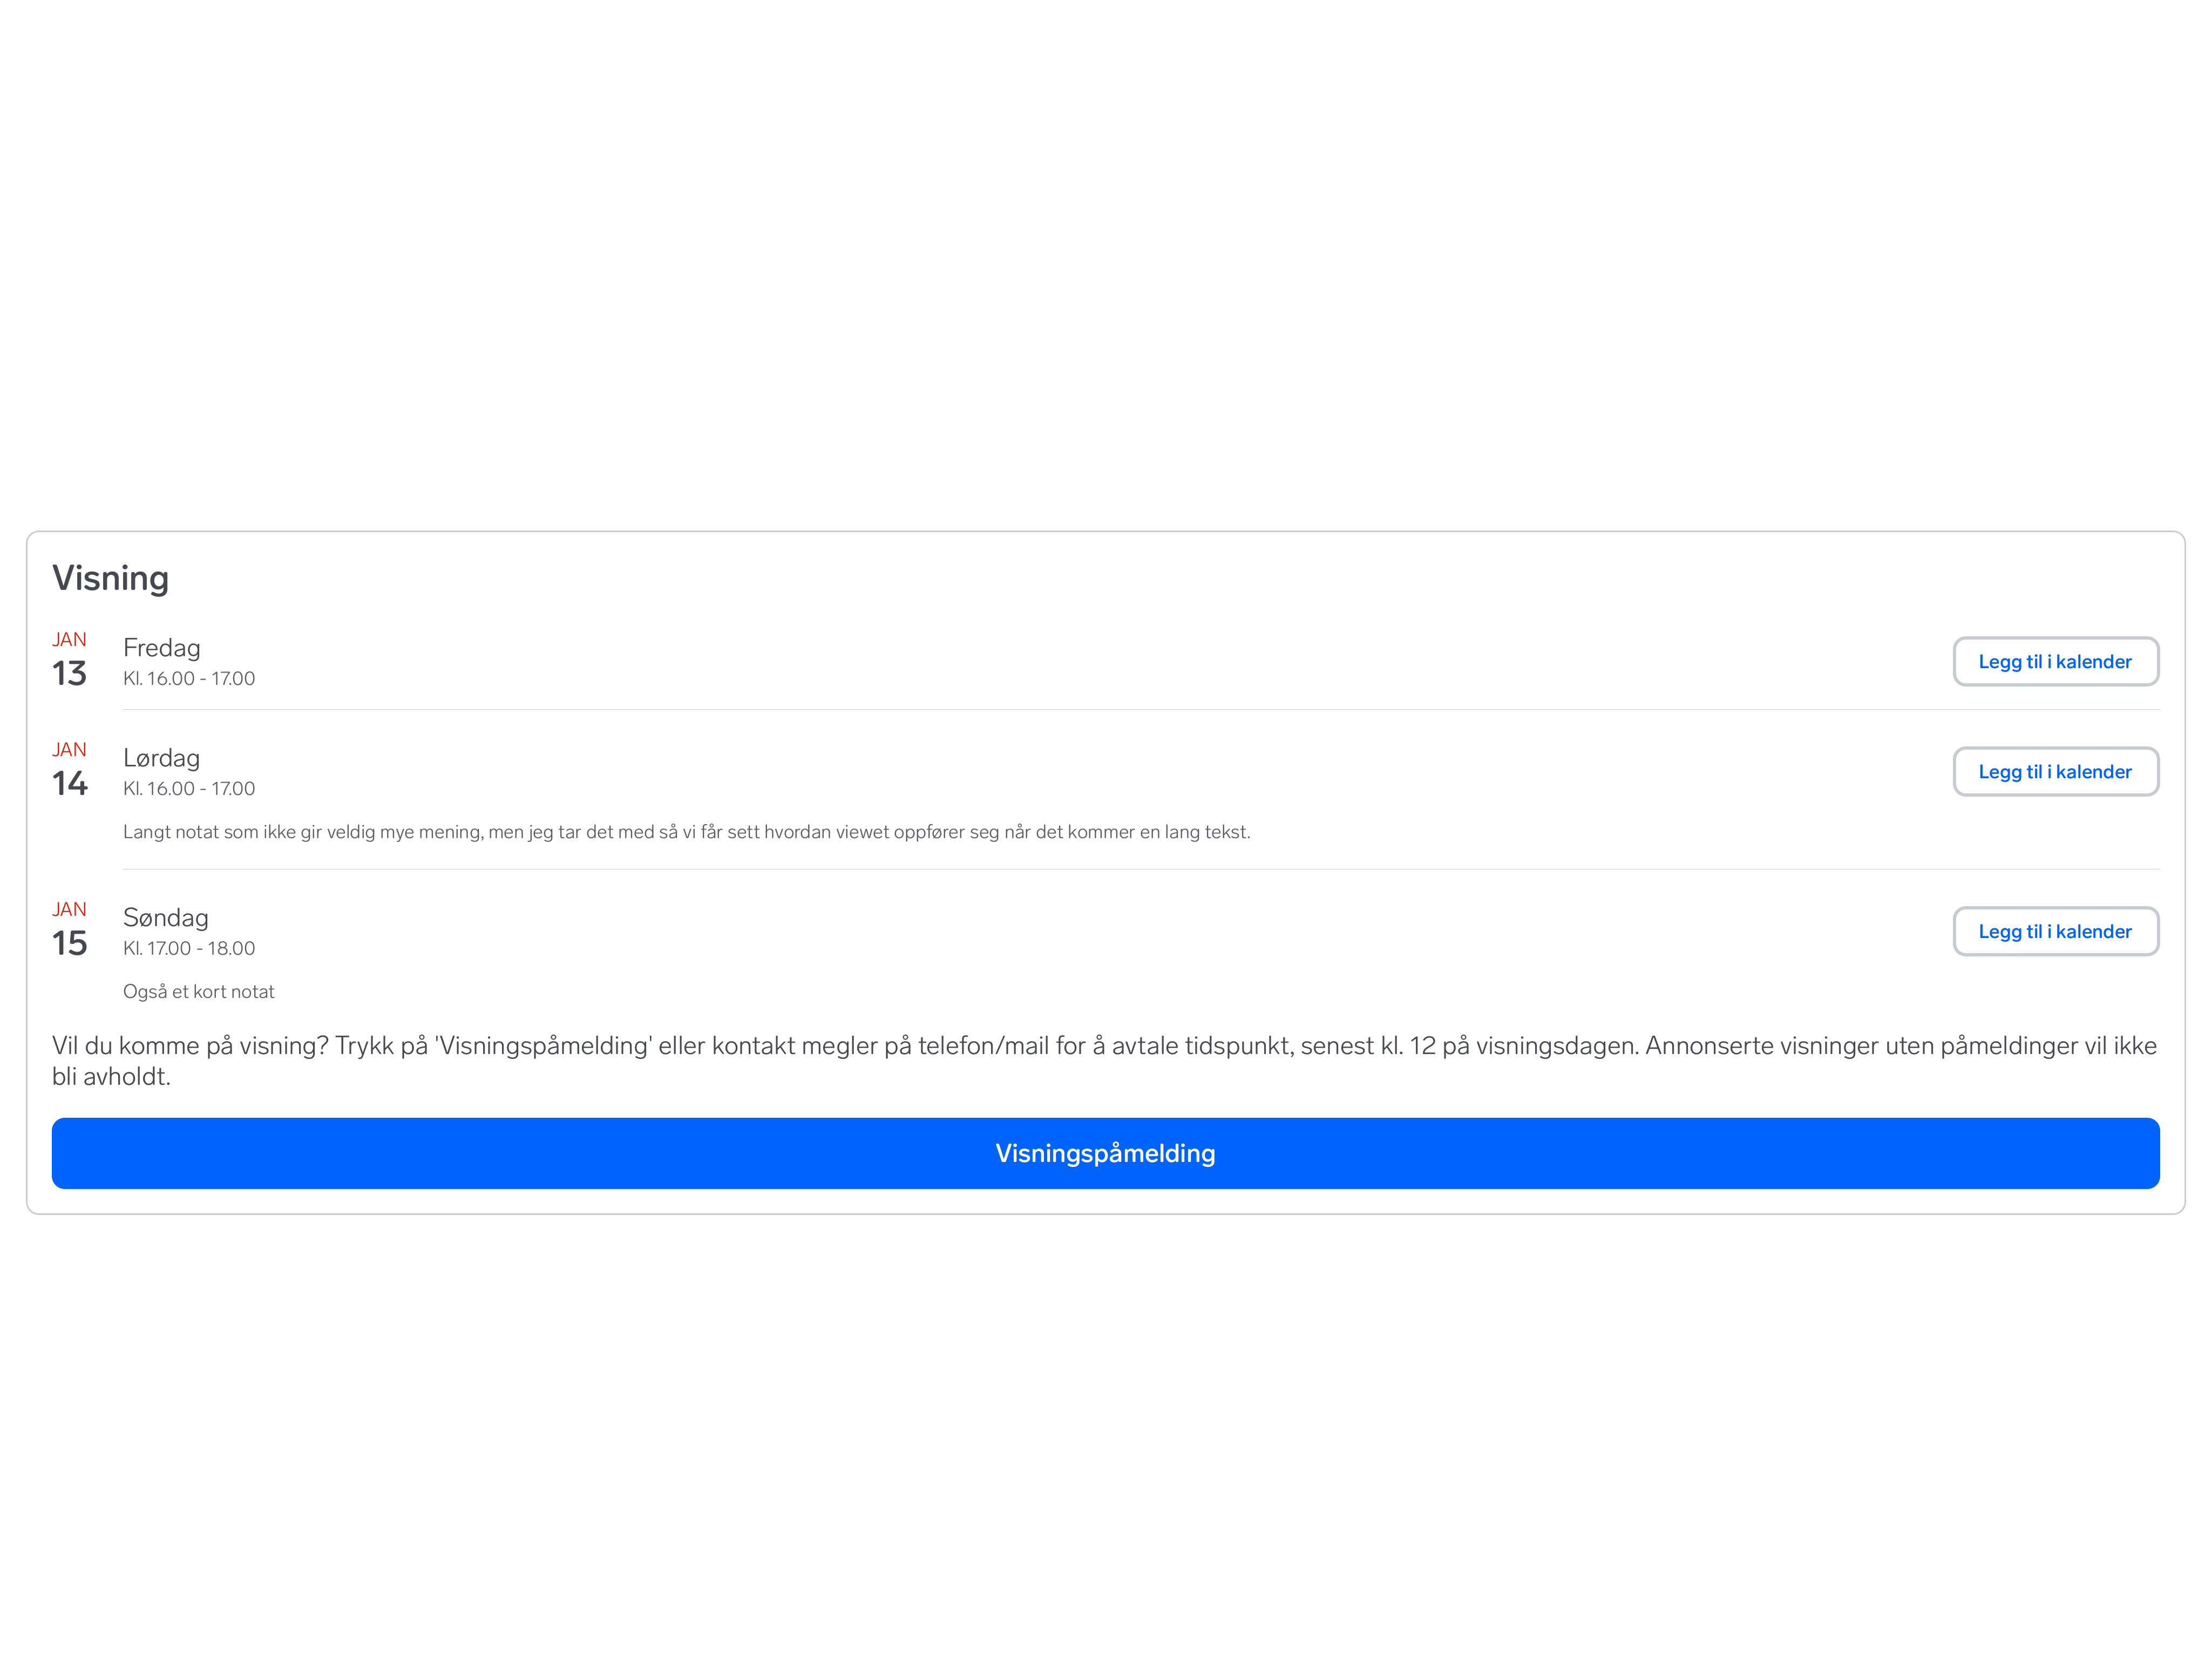 Visning
JAN
13
Fredag
Kl. 16.00 - 17.00
Legg til i kalender
JAN
14
Lørdag
Kl. 16.00 - 17.00
Legg til i kalender
Langt notat som ikke gir veldig mye mening, men jeg tar det med så vi får sett hvordan viewet oppfører seg når det kommer en lang tekst.
JAN
15
Søndag
Kl. 17.00 - 18.00
Legg til i kalender
Også et kort notat
Vil du komme på visning? Trykk på 'Visningspåmelding' eller kontakt megler på telefon/mail for å avtale tidspunkt, senest kl. 12 på visningsdagen. Annonserte visninger uten påmeldinger vil ikke
bli avholdt.
Visningspåmelding